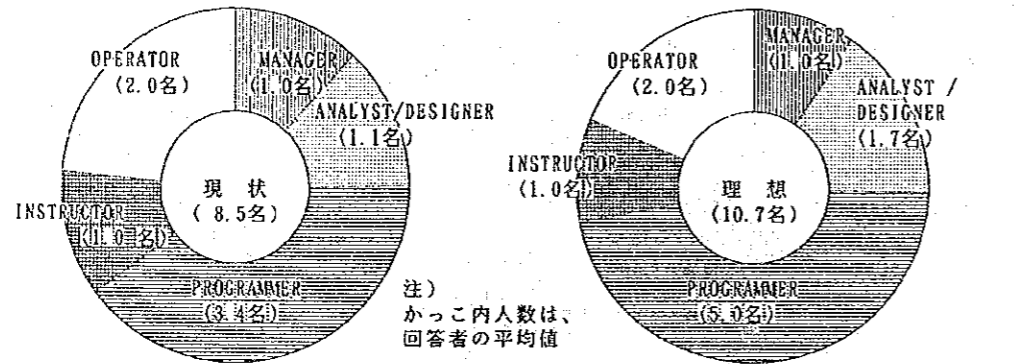 OPERATOR
(2.0名)
MANAGER
(1.0名)
ANALYST/DESIGNER
(1.1名)
現状
(8.5名)
INSTRUCTOR
(1.0名)
PROGRAMMER
(3.4名)
注)
かっこ内人数は、
回答者の平均値
OPERATOR
(2.0名)
MANAGER
(1.0名)
ANALYST /
DESIGNER
(1.7名)
INSTRUCTOR
(1.0名)
理想
(10.7名)
PROGRAMMER
(5.0名)